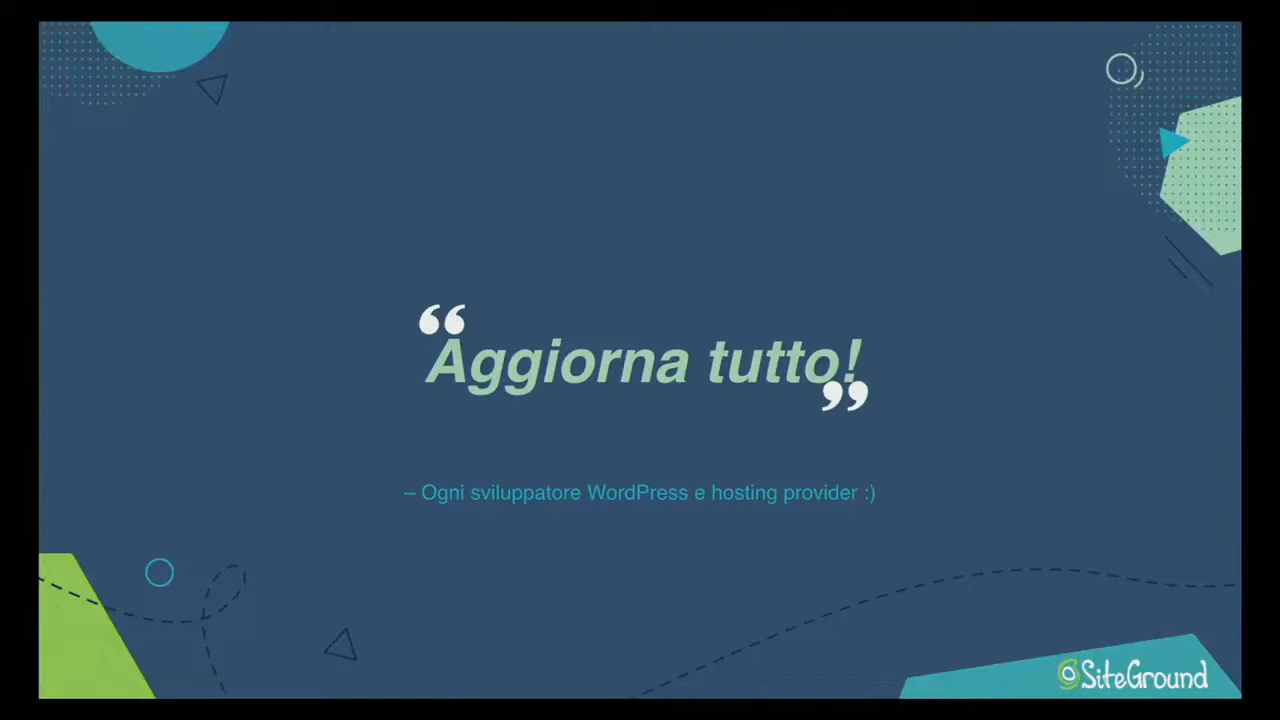 “Aggiorna tutto!”
– Ogni sviluppatore WordPress e hosting provider :)
SiteGround